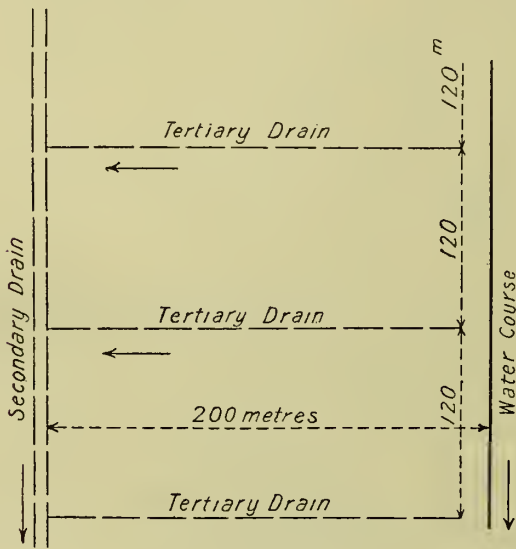 120 m
Tertiary Drain
120
Secondary Drain
Tertiary Drain
Water Course
120
200 metres
Tertiary Drain